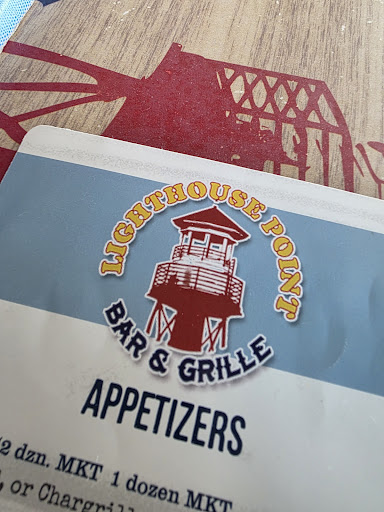 LIGHTHOUSE POINT
BAR & GRILLE
APPETIZERS
/2 dzn. MKT 1 dozen MKT
, or Chargrill